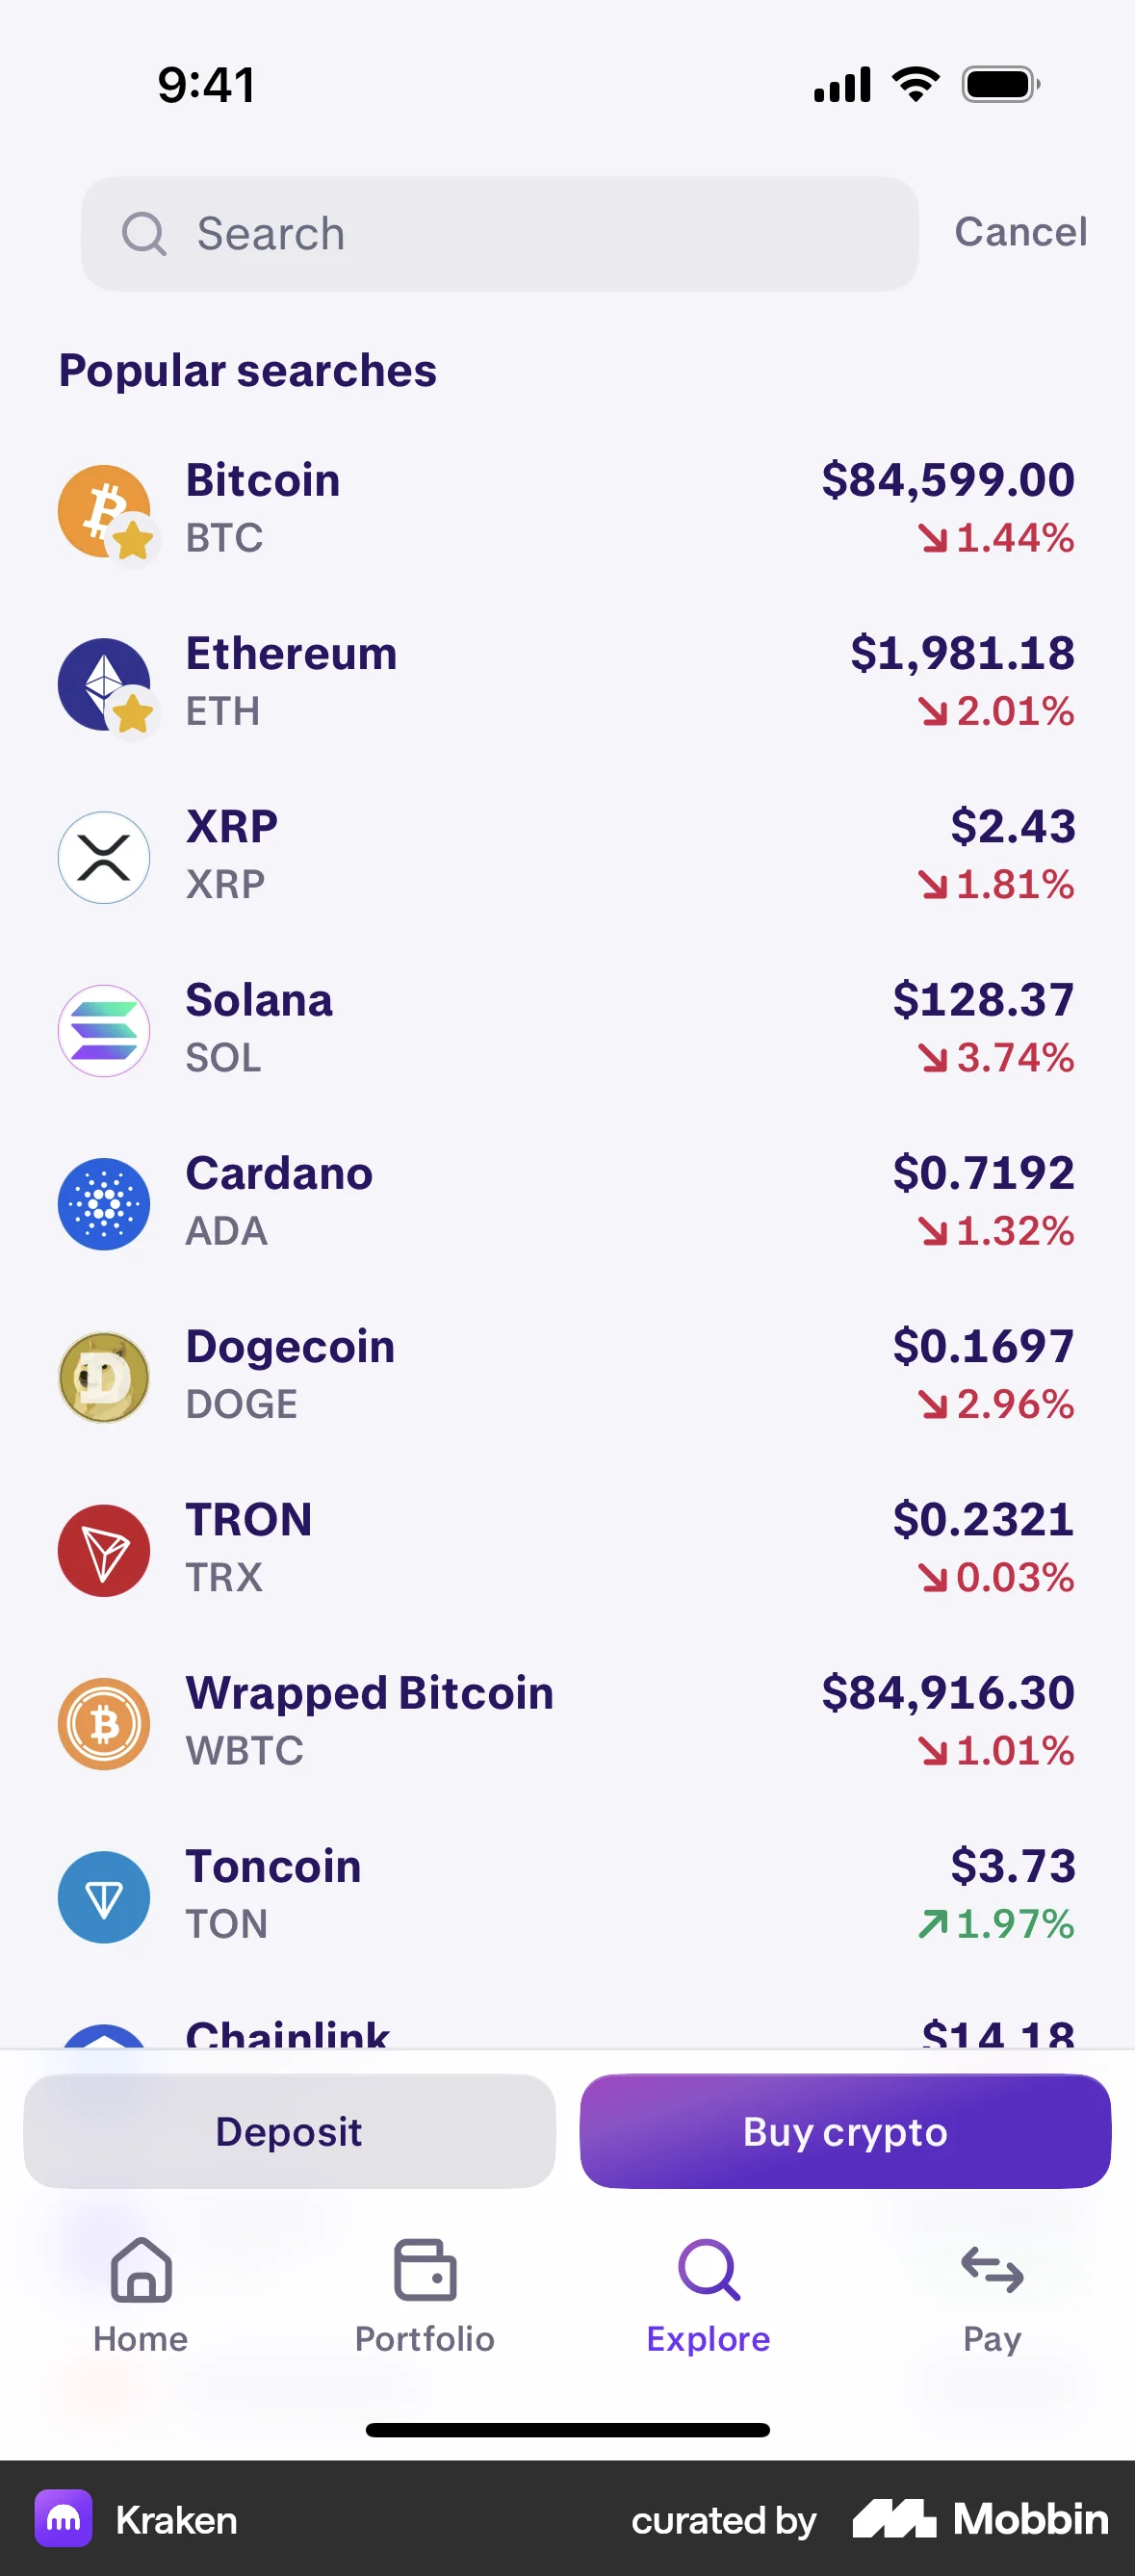 9:41
Search
Cancel
Popular searches
Bitcoin
$84,599.00
BTC
1.44%
Ethereum
$1,981.18
ETH
2.01%
XRP
$2.43
XRP
1.81%
Solana
$128.37
SOL
3.74%
Cardano
$0.7192
ADA
1.32%
Dogecoin
$0.1697
DOGE
2.96%
TRON
$0.2321
TRX
0.03%
Wrapped Bitcoin
$84,916.30
WBTC
1.01%
Toncoin
$3.73
TON
1.97%
Chainlink
$14.18
Deposit
Buy crypto
Home
Portfolio
Explore
Pay
Kraken
curated by
Mobbin